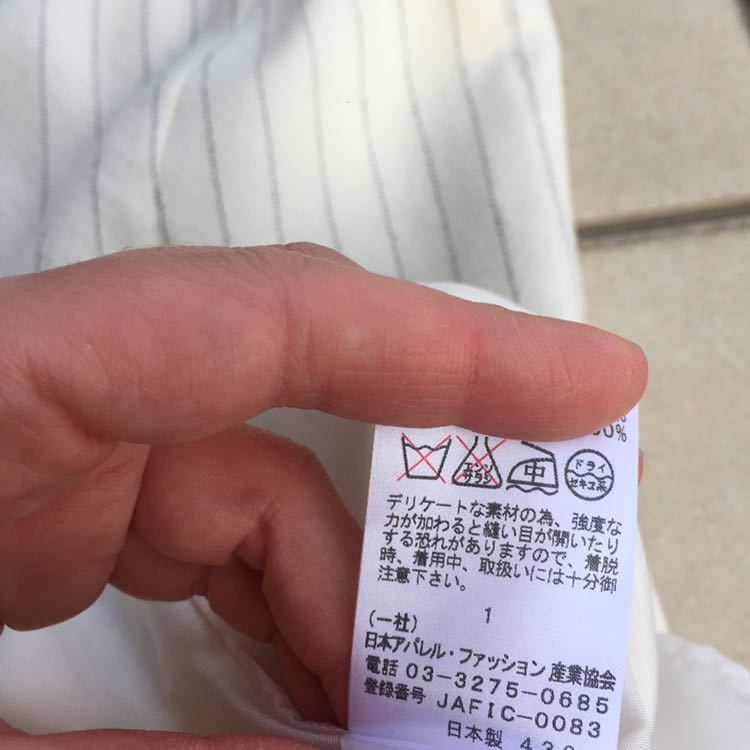 0%
エンソ
サラシ
中
ドライ
セキユ系
デリケートな素材の為、強度な
力が加わると縫い目が開いたり
する恐れがありますので、着脱
時、着用中、取扱いには十分御
注意下さい。
1
(一社)
日本アパレル・ファッション産業協会
電話 03-3275-0685
登録番号 JAFIC-0083
日本製